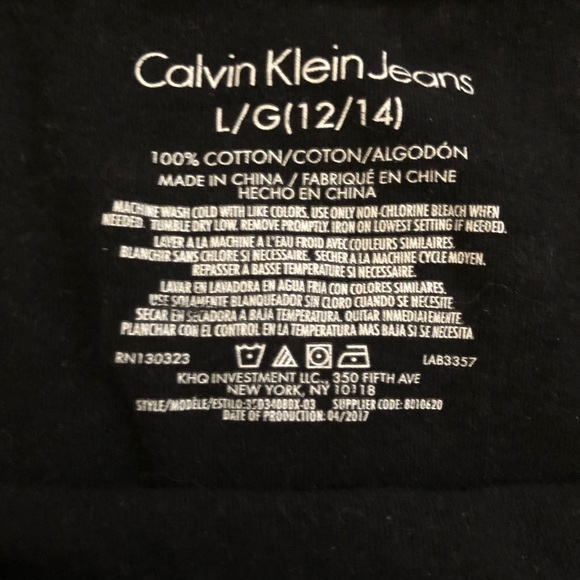 Calvin Klein Jeans
L/G(12/14)
100% COTTON/COTON/ALGODÓN
MADE IN CHINA / FABRIQUÉ EN CHINE
HECHO EN CHINA
MACHINE WASH COLD WITH LIKE COLORS. USE ONLY NON-CHLORINE BLEACH WHEN
NEEDED. TUMBLE DRY LOW. REMOVE PROMPTLY. IRON ON LOWEST SETTING IF NEEDED.
LAVER A LA MACHINE A L'EAU FROID AVEC COULEURS SIMILAIRES.
BLANCHIR SANS CHLORE SI NECESSAIRE. SECHER A LA MACHINE CYCLE MOYEN.
REPASSER A BASSE TEMPERATURE SI NECESSAIRE.
LAVAR EN LAVADORA EN AGUA FRIA CON COLORES SIMILARES.
USE SOLAMENTE BLANQUEADOR SIN CLORO CUANDO SE NECESITE.
SECAR EN SECADORA A BAJA TEMPERATURA. QUITAR INMEDIATEMENTE.
PLANCHAR CON EL CONTROL EN LA TEMPERATURA MAS BAJA SI SE NECESITA
RN130323 LAB3357
KHQ INVESTMENT LLC., 350 FIFTH AVE
NEW YORK, NY 10118
STYLE/MODÈLE/ESTILO: SUPPLIER CODE: 8010620
DATE OF PRODUCTION: 04/2017